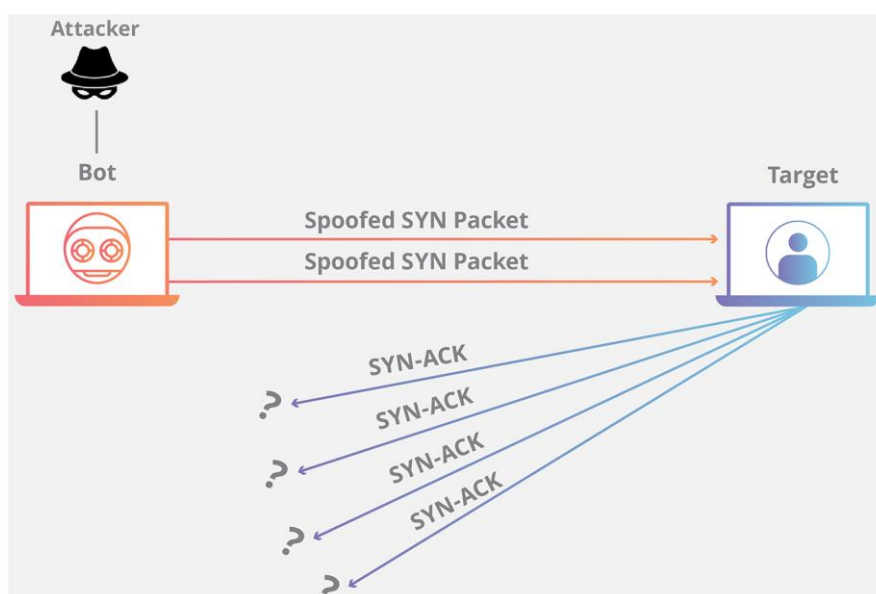 Attacker
Bot
Target
Spoofed SYN Packet
Spoofed SYN Packet
SYN-ACK
?
SYN-ACK
?
SYN-ACK
?
SYN-ACK
?